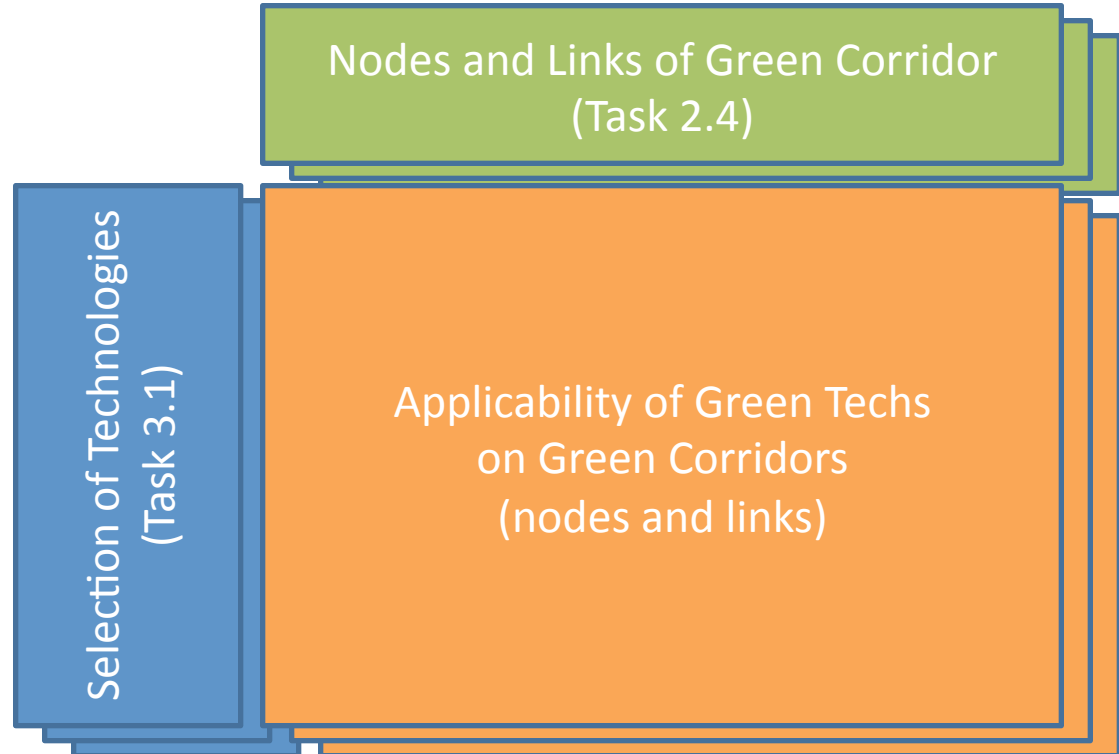 Nodes and Links of Green Corridor
(Task 2.4)
Selection of Technologies
(Task 3.1)
Applicability of Green Techs
on Green Corridors
(nodes and links)